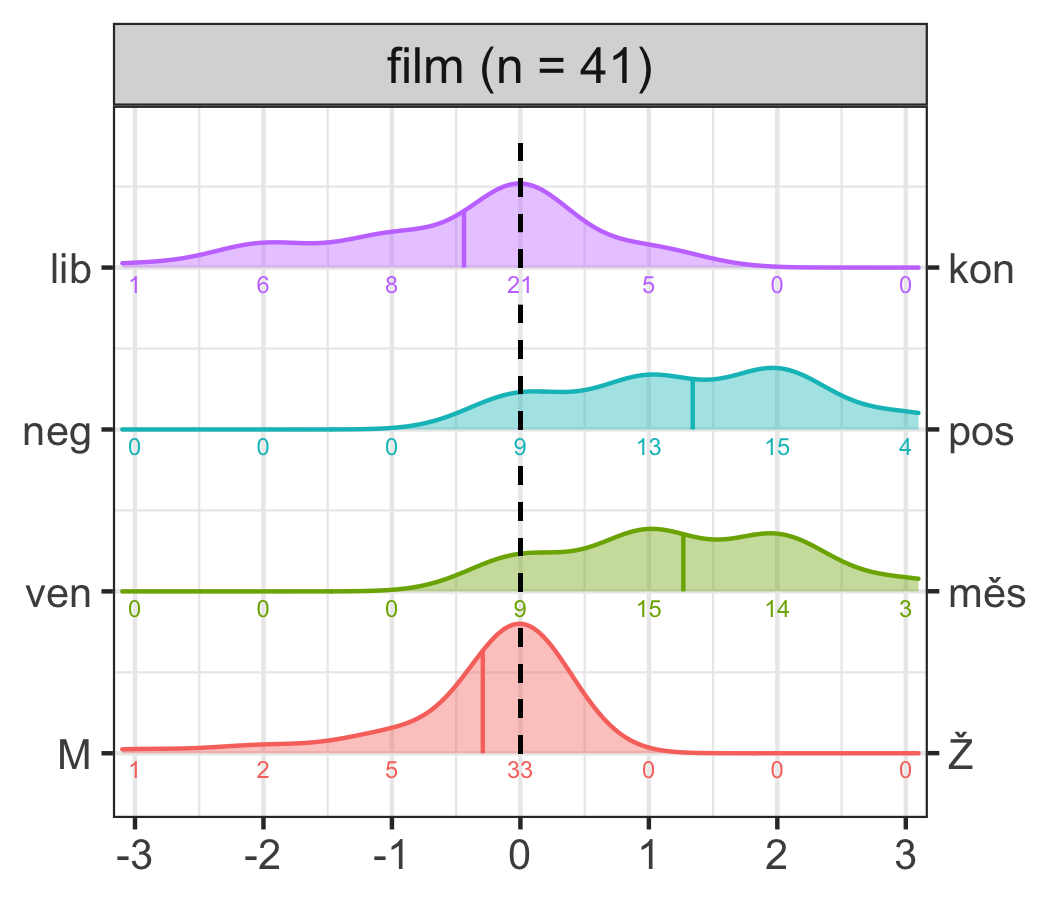 film (n = 41)
lib kon
1 6 8 21 5 0 0
neg pos
0 0 0 9 13 15 4
ven měs
0 0 0 9 15 14 3
M Ž
1 2 5 33 0 0 0
-3 -2 -1 0 1 2 3